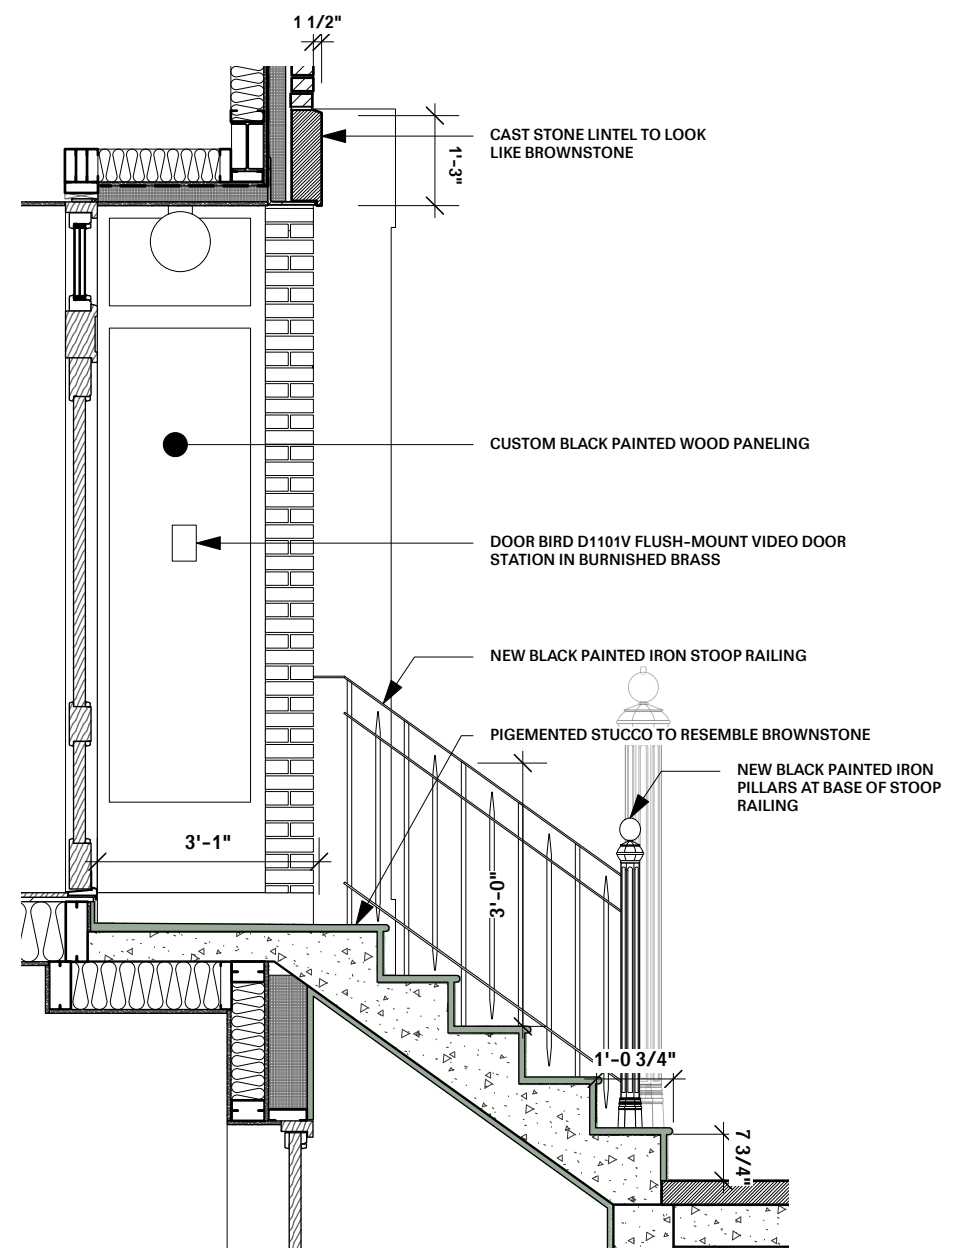 1 1/2"
CAST STONE LINTEL TO LOOK
LIKE BROWNSTONE
1'-3"
CUSTOM BLACK PAINTED WOOD PANELING
DOOR BIRD D1101V FLUSH-MOUNT VIDEO DOOR
STATION IN BURNISHED BRASS
NEW BLACK PAINTED IRON STOOP RAILING
PIGEMENTED STUCCO TO RESEMBLE BROWNSTONE
NEW BLACK PAINTED IRON
PILLARS AT BASE OF STOOP
RAILING
3'-1"
3'-0"
1'-0 3/4"
7 3/4"